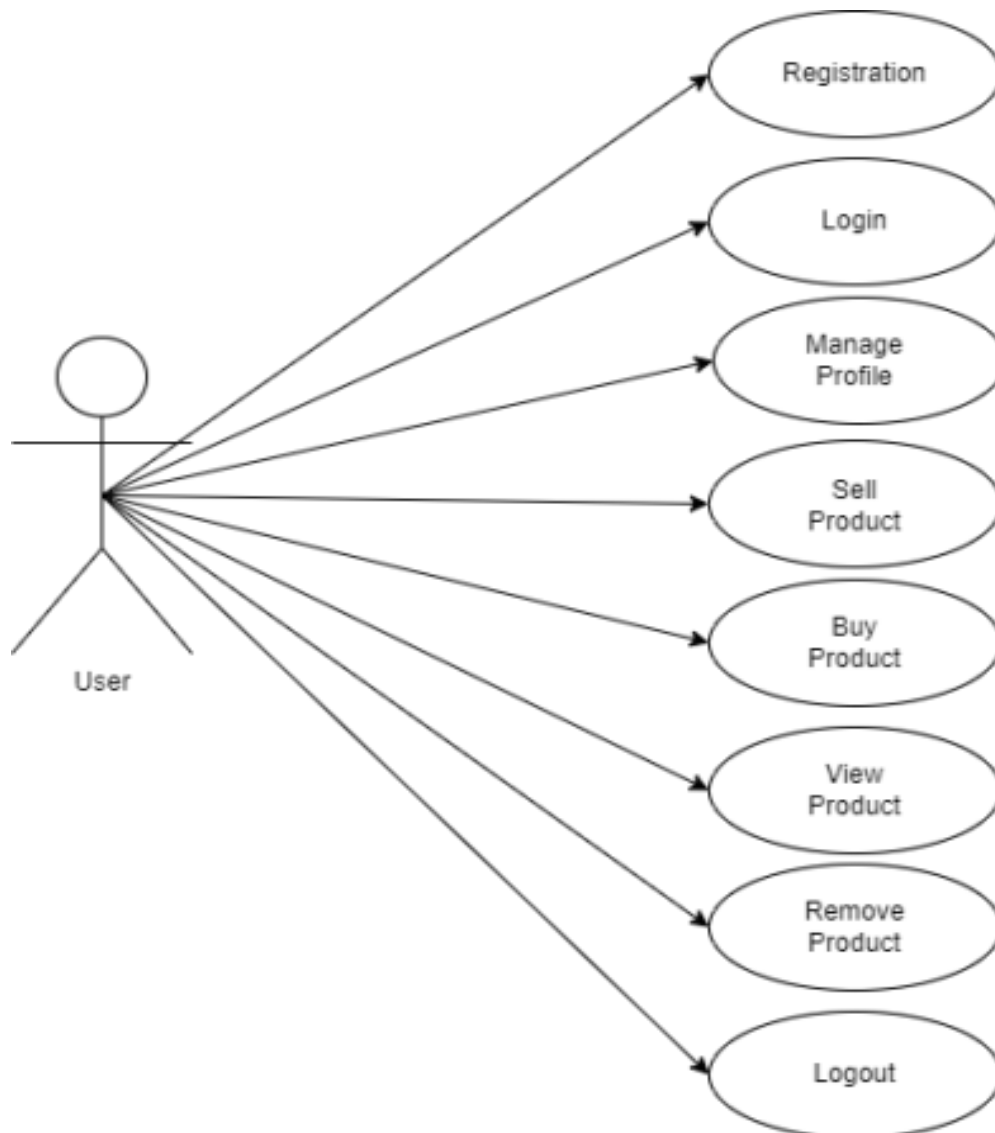 Registration
Login
Manage
Profile
Sell
Product
Buy
Product
User
View
Product
Remove
Product
Logout